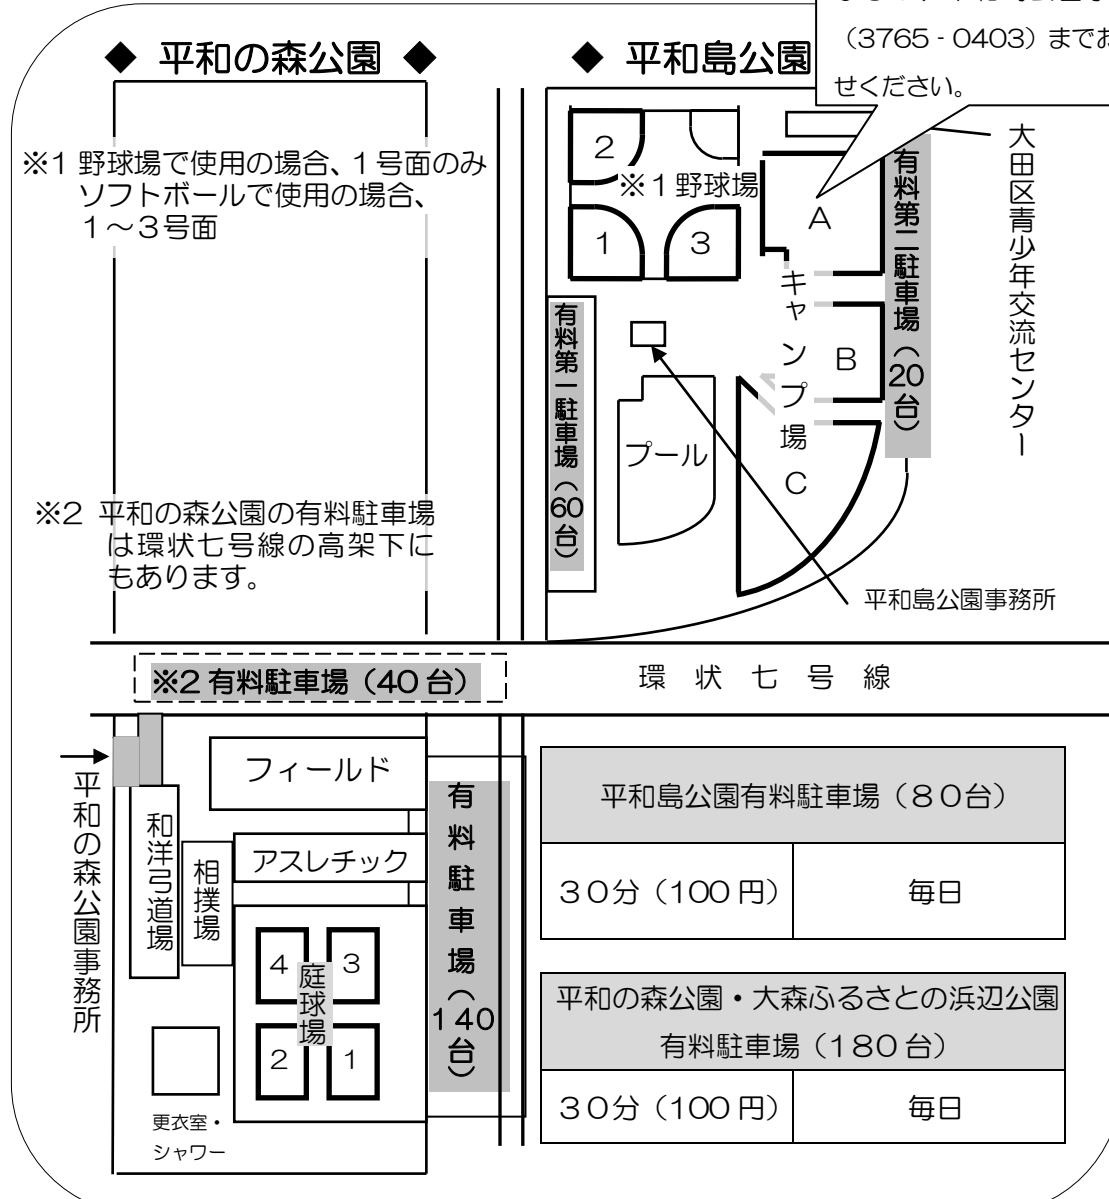 ◆ 平和の森公園 ◆
◆ 平和島公園
（3765‐0403）までお
せください。
※1 野球場で使用の場合、１号面のみ
ソフトボールで使用の場合、
１～３号面
2
※１野球場
1
3
A
キャンプ場
B
C
有料第二駐車場（20台）
大田区青少年交流センター
有料第一駐車場（60台）
プール
平和島公園事務所
※2 平和の森公園の有料駐車場
は環状七号線の高架下に
もあります。
※2 有料駐車場（40 台）
環状七号線
平和の森公園事務所
フィールド
和洋弓道場
相撲場
アスレチック
有料駐車場（140台）
4
3
庭球場
2
1
更衣室・
シャワー
平和島公園有料駐車場（８０台）
３０分（100 円）
毎日
平和の森公園・大森ふるさとの浜辺公園
有料駐車場（180 台）
３０分（100 円）
毎日